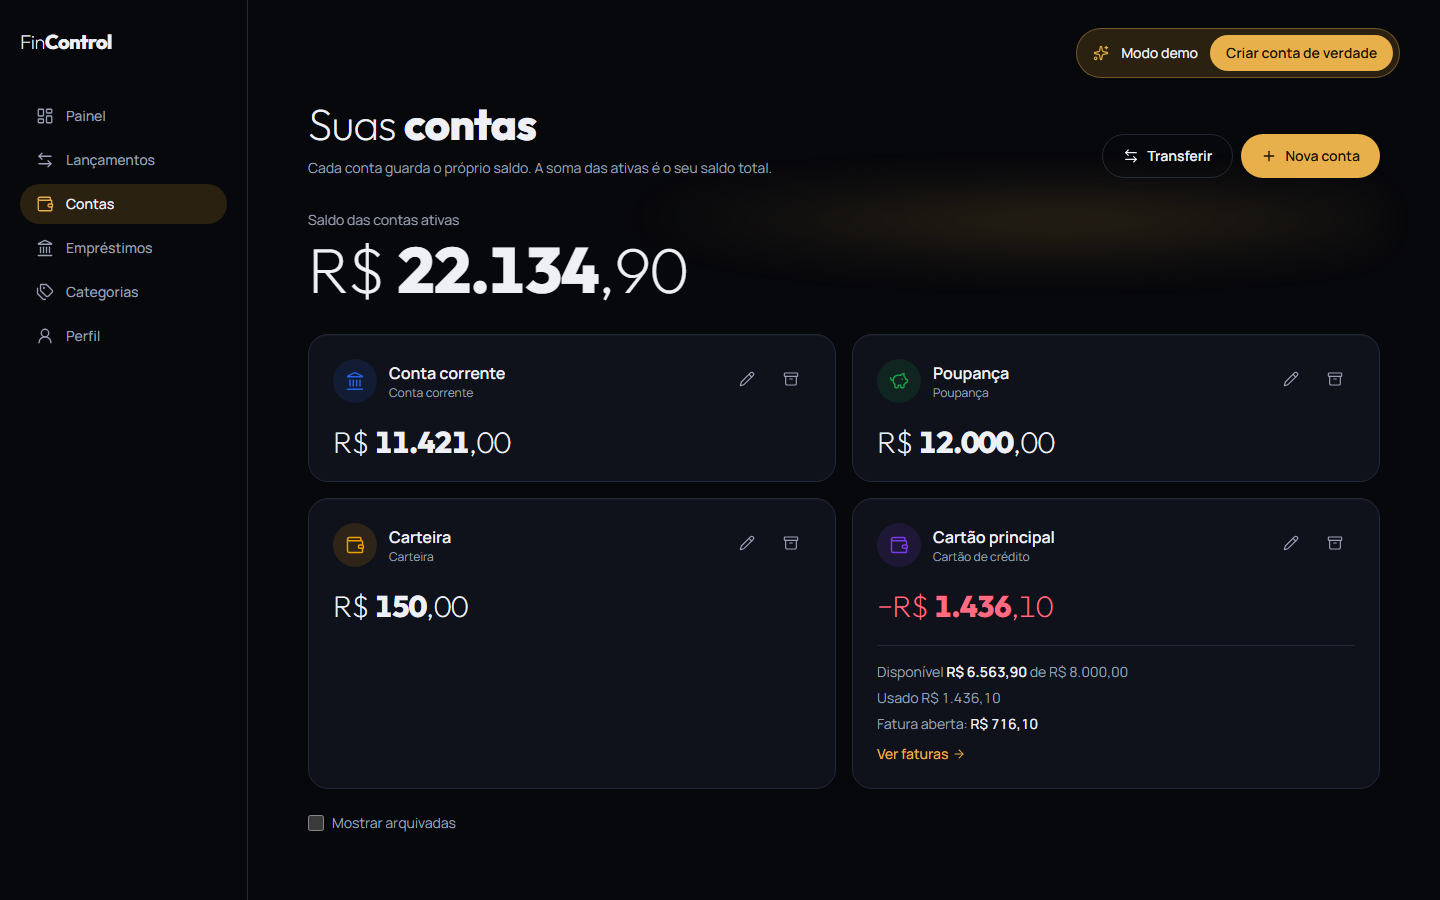 FinControl
Modo demo
Criar conta de verdade
Painel
Lançamentos
Contas
Empréstimos
Categorias
Perfil
Suas contas
Cada conta guarda o próprio saldo. A soma das ativas é o seu saldo total.
Transferir
Nova conta
Saldo das contas ativas
R$ 22.134,90
Conta corrente
Conta corrente
R$ 11.421,00
Poupança
Poupança
R$ 12.000,00
Carteira
Carteira
R$ 150,00
Cartão principal
Cartão de crédito
−R$ 1.436,10
Disponível R$ 6.563,90 de R$ 8.000,00
Usado R$ 1.436,10
Fatura aberta: R$ 716,10
Ver faturas →
Mostrar arquivadas